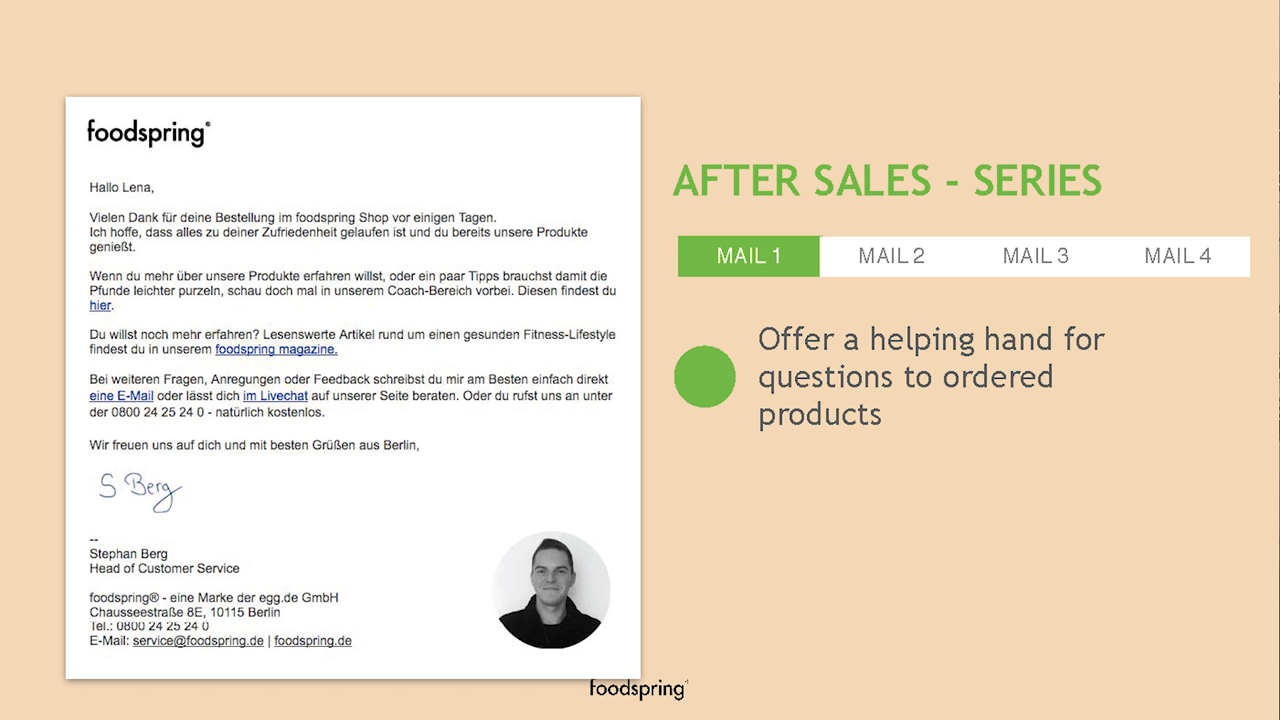 foodspring®
Hallo Lena,
Vielen Dank für deine Bestellung im foodspring Shop vor einigen Tagen.
Ich hoffe, dass alles zu deiner Zufriedenheit gelaufen ist und du bereits unsere Produkte
genießt.
Wenn du mehr über unsere Produkte erfahren willst, oder ein paar Tipps brauchst damit die
Pfunde leichter purzeln, schau doch mal in unserem Coach-Bereich vorbei. Diesen findest du
hier.
Du willst noch mehr erfahren? Lesenswerte Artikel rund um einen gesunden Fitness-Lifestyle
findest du in unserem foodspring magazine.
Bei weiteren Fragen, Anregungen oder Feedback schreibst du mir am Besten einfach direkt
eine E-Mail oder lässt dich im Livechat auf unserer Seite beraten. Oder du rufst uns an unter
der 0800 24 25 24 0 - natürlich kostenlos.
Wir freuen uns auf dich und mit besten Grüßen aus Berlin,
S Berg
--
Stephan Berg
Head of Customer Service
foodspring® - eine Marke der egg.de GmbH
Chausseestraße 8E, 10115 Berlin
Tel.: 0800 24 25 24 0
E-Mail: service@foodspring.de | foodspring.de
AFTER SALES - SERIES
MAIL 1 MAIL 2 MAIL 3 MAIL 4
Offer a helping hand for
questions to ordered
products
foodspring®